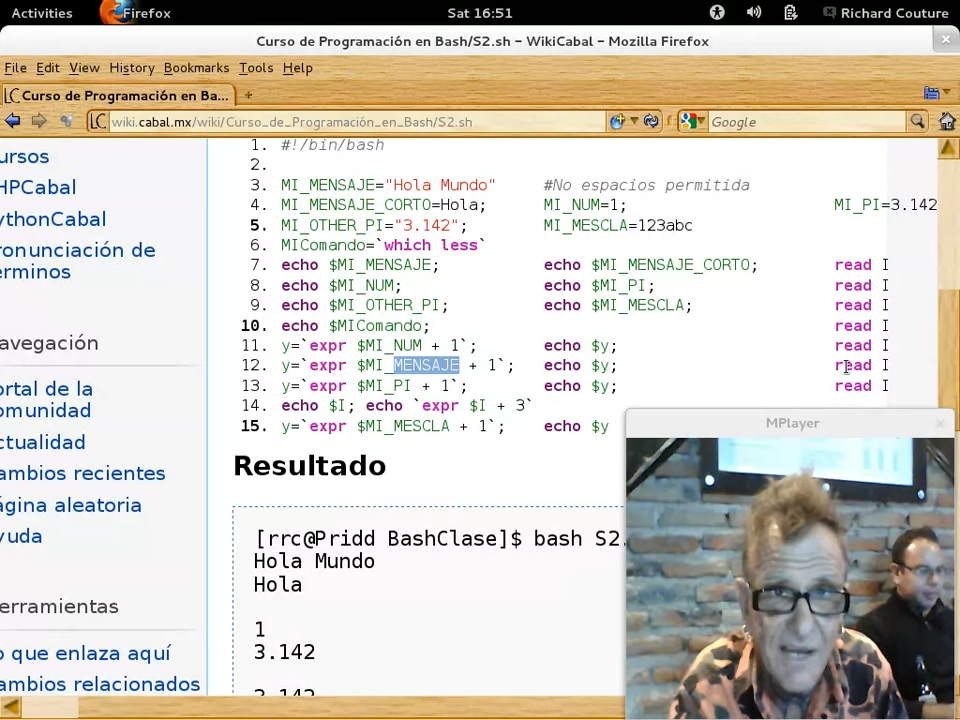 Activities Firefox Sat 16:51 Richard Couture
Curso de Programación en Bash/S2.sh – WikiCabal – Mozilla Firefox
File Edit View History Bookmarks Tools Help
Curso de Programación en Ba...
wiki.cabal.mx/wiki/Curso_de_Programación_en_Bash/S2.sh Google
ursos
HPCabal
ythonCabal
ronunciación de
terminos
avegación
Portal de la
omunidad
ctualidad
ambios recientes
ágina aleatoria
yuda
erramientas
o que enlaza aquí
ambios relacionados
1. #!/bin/bash
2.
3. MI_MENSAJE="Hola Mundo" #No espacios permitida
4. MI_MENSAJE_CORTO=Hola; MI_NUM=1; MI_PI=3.142
5. MI_OTHER_PI="3.142"; MI_MESCLA=123abc
6. MIComando=`which less`
7. echo $MI_MENSAJE; echo $MI_MENSAJE_CORTO; read I
8. echo $MI_NUM; echo $MI_PI; read I
9. echo $MI_OTHER_PI; echo $MI_MESCLA; read I
10. echo $MIComando; read I
11. y=`expr $MI_NUM + 1`; echo $y; read I
12. y=`expr $MI_MENSAJE + 1`; echo $y; read I
13. y=`expr $MI_PI + 1`; echo $y; read I
14. echo $I; echo `expr $I + 3`
15. y=`expr $MI_MESCLA + 1`; echo $y
Resultado
[rrc@Pridd BashClase]$ bash S2.
Hola Mundo
Hola
1
3.142
3.142
MPlayer